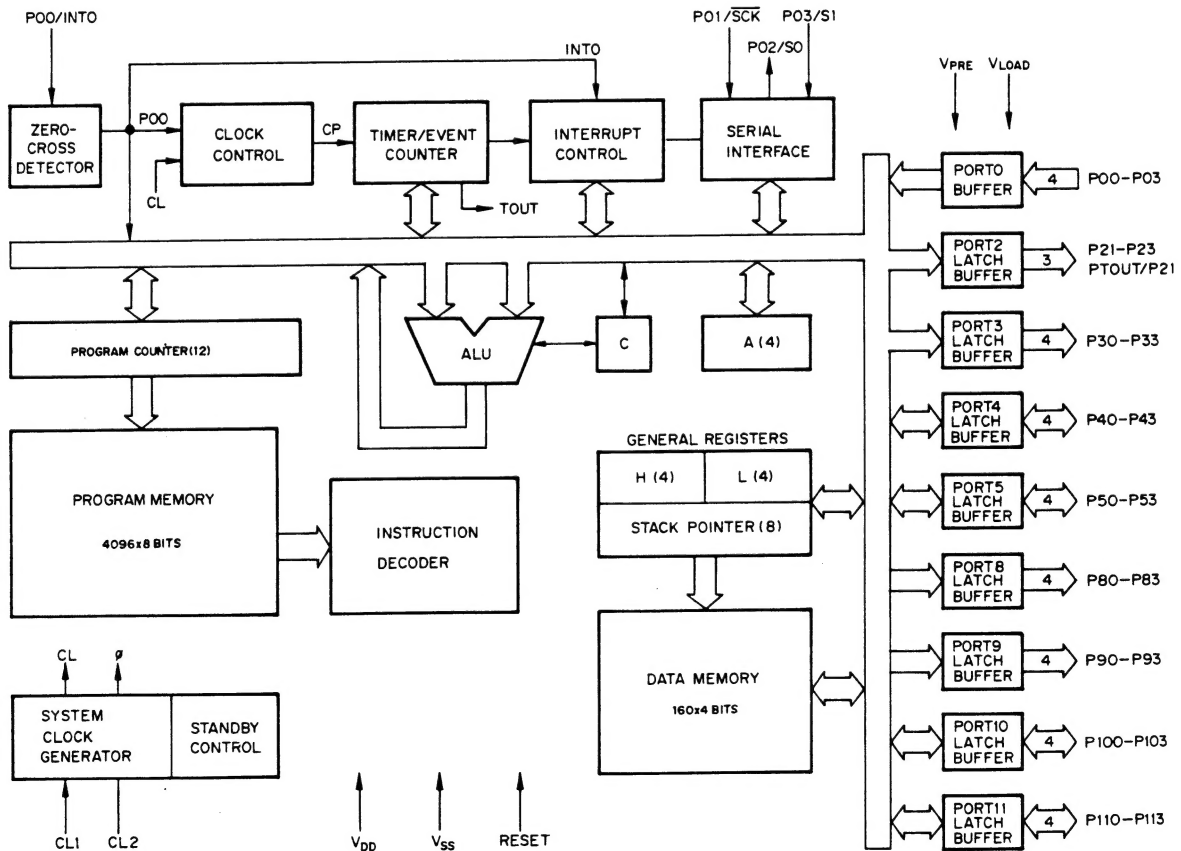 P00/INT0
P01/SCK
P03/S1
P02/S0
INTO
VPRE
VLOAD
ZERO-
CROSS
DETECTOR
P00
CL
CLOCK
CONTROL
CP
TIMER/EVENT
COUNTER
TOUT
INTERRUPT
CONTROL
SERIAL
INTERFACE
PORT0
BUFFER
4
P00-P03
PORT2
LATCH
BUFFER
3
P21-P23
PTOUT/P21
PROGRAM COUNTER(12)
ALU
C
A (4)
PORT3
LATCH
BUFFER
4
P30-P33
PORT4
LATCH
BUFFER
4
P40-P43
PROGRAM MEMORY
4096x8 BITS
INSTRUCTION
DECODER
GENERAL REGISTERS
H (4)
L (4)
STACK POINTER (8)
PORT5
LATCH
BUFFER
4
P50-P53
PORT8
LATCH
BUFFER
4
P80-P83
DATA MEMORY
160x4 BITS
PORT9
LATCH
BUFFER
4
P90-P93
PORT10
LATCH
BUFFER
4
P100-P103
PORT11
LATCH
BUFFER
4
P110-P113
CL
ø
SYSTEM
CLOCK
GENERATOR
STANDBY
CONTROL
CL1
CL2
VDD
VSS
RESET